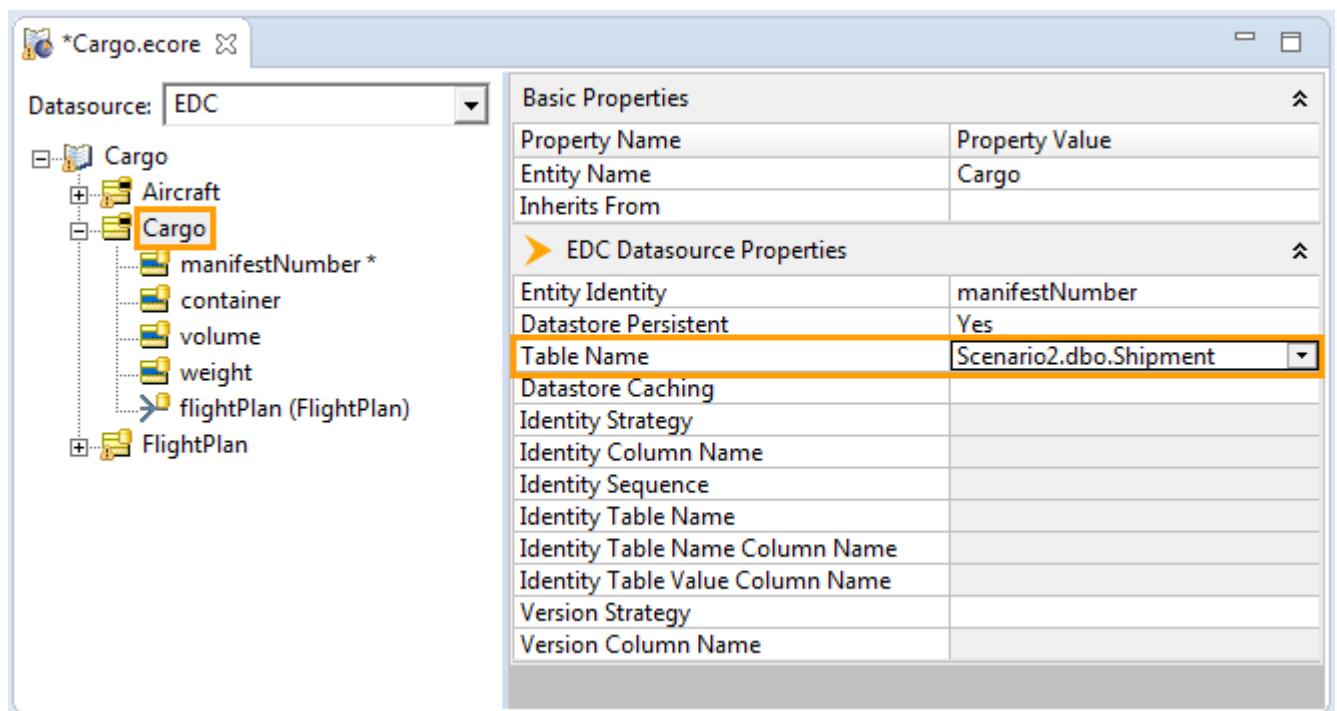 *Cargo.ecore
Datasource: EDC
Cargo
Aircraft
Cargo
manifestNumber *
container
volume
weight
flightPlan (FlightPlan)
FlightPlan
Basic Properties
Property Name Property Value
Entity Name Cargo
Inherits From
EDC Datasource Properties
Entity Identity manifestNumber
Datastore Persistent Yes
Table Name Scenario2.dbo.Shipment
Datastore Caching
Identity Strategy
Identity Column Name
Identity Sequence
Identity Table Name
Identity Table Name Column Name
Identity Table Value Column Name
Version Strategy
Version Column Name